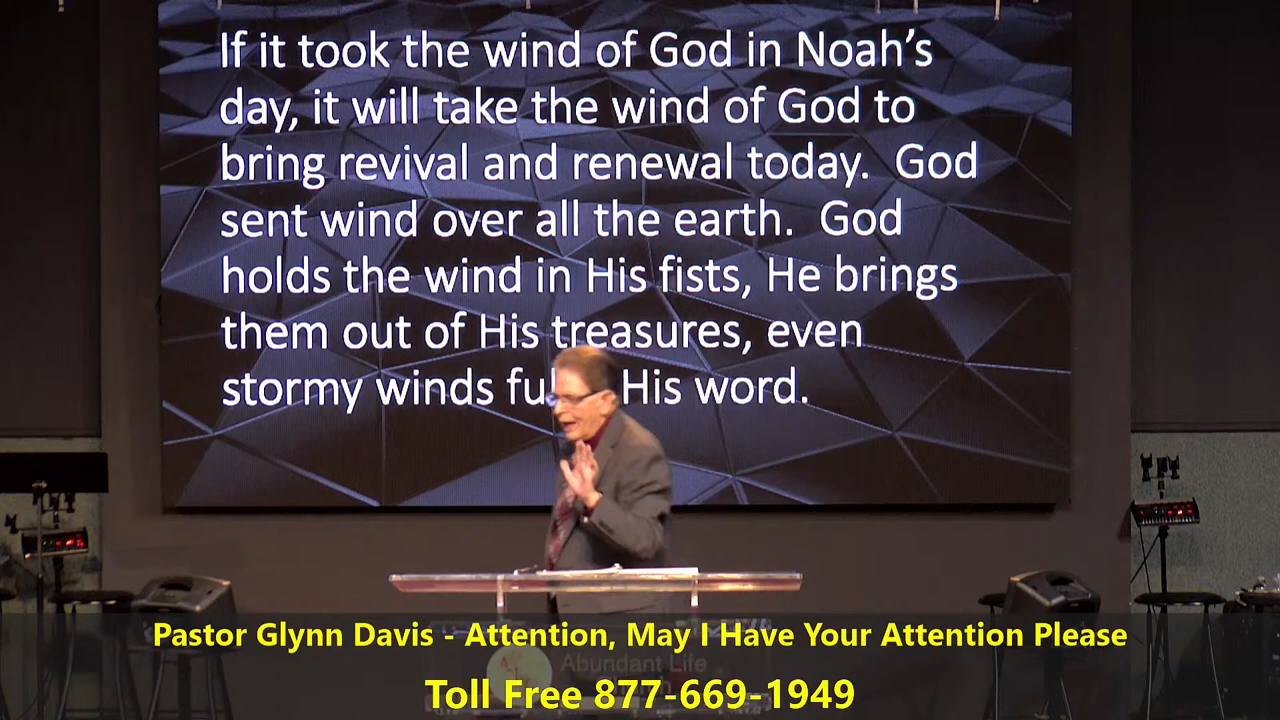 If it took the wind of God in Noah’s
day, it will take the wind of God to
bring revival and renewal today.  God
sent wind over all the earth.  God
holds the wind in His fists, He brings
them out of His treasures, even
stormy winds His word.
Pastor Glynn Davis - Attention, May I Have Your Attention Please
Abundant Life
Toll Free 877-669-1949